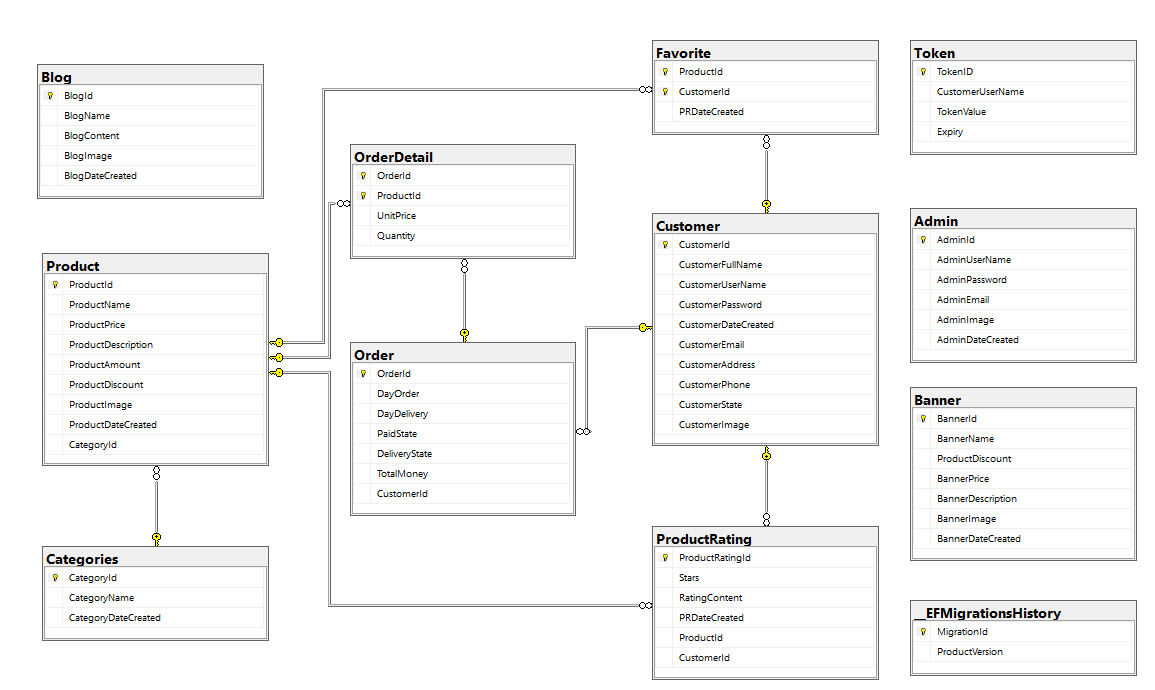 Blog
BlogId
BlogName
BlogContent
BlogImage
BlogDateCreated
Product
ProductId
ProductName
ProductPrice
ProductDescription
ProductAmount
ProductDiscount
ProductImage
ProductDateCreated
CategoryId
Categories
CategoryId
CategoryName
CategoryDateCreated
OrderDetail
OrderId
ProductId
UnitPrice
Quantity
Order
OrderId
DayOrder
DayDelivery
PaidState
DeliveryState
TotalMoney
CustomerId
Favorite
ProductId
CustomerId
PRDateCreated
Customer
CustomerId
CustomerFullName
CustomerUserName
CustomerPassword
CustomerDateCreated
CustomerEmail
CustomerAddress
CustomerPhone
CustomerState
CustomerImage
ProductRating
ProductRatingId
Stars
RatingContent
PRDateCreated
ProductId
CustomerId
Token
TokenID
CustomerUserName
TokenValue
Expiry
Admin
AdminId
AdminUserName
AdminPassword
AdminEmail
AdminImage
AdminDateCreated
Banner
BannerId
BannerName
ProductDiscount
BannerPrice
BannerDescription
BannerImage
BannerDateCreated
__EFMigrationsHistory
MigrationId
ProductVersion